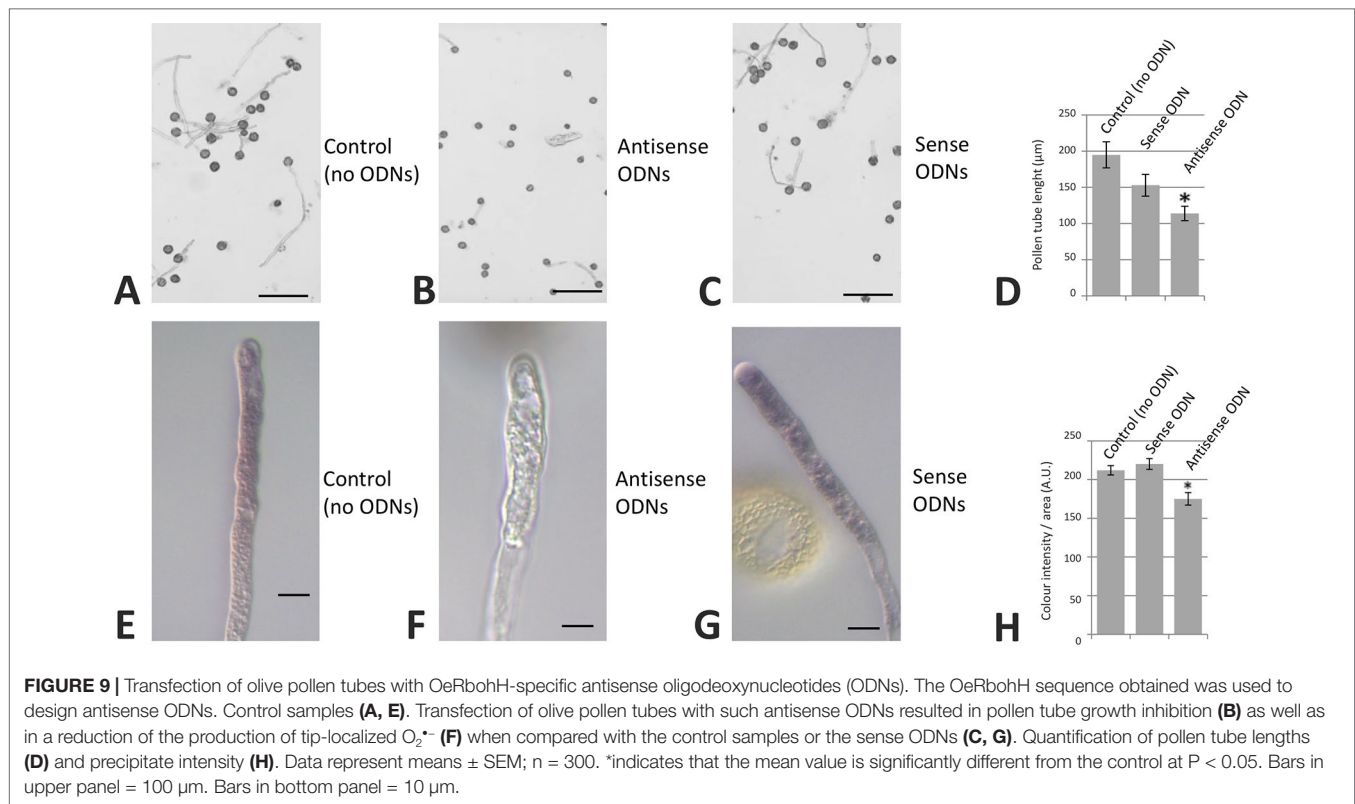 Control
(no ODNs)
A
Antisense
ODNs
B
Sense
ODNs
C
250
200
150
100
50
0
Pollen tube lenght (µm)
Control (no ODN)
Sense ODN
Antisense ODN
*
D
Control
(no ODNs)
E
Antisense
ODNs
F
Sense
ODNs
G
250
200
150
100
50
0
Colour intensity / area (A.U.)
Control (no ODN)
Sense ODN
Antisense ODN
*
H
FIGURE 9 | Transfection of olive pollen tubes with OeRbohH-specific antisense oligodeoxynucleotides (ODNs). The OeRbohH sequence obtained was used to
design antisense ODNs. Control samples (A, E). Transfection of olive pollen tubes with such antisense ODNs resulted in pollen tube growth inhibition (B) as well as
in a reduction of the production of tip-localized O₂•⁻ (F) when compared with the control samples or the sense ODNs (C, G). Quantification of pollen tube lengths
(D) and precipitate intensity (H). Data represent means ± SEM; n = 300. *indicates that the mean value is significantly different from the control at P < 0.05. Bars in
upper panel = 100 µm. Bars in bottom panel = 10 µm.